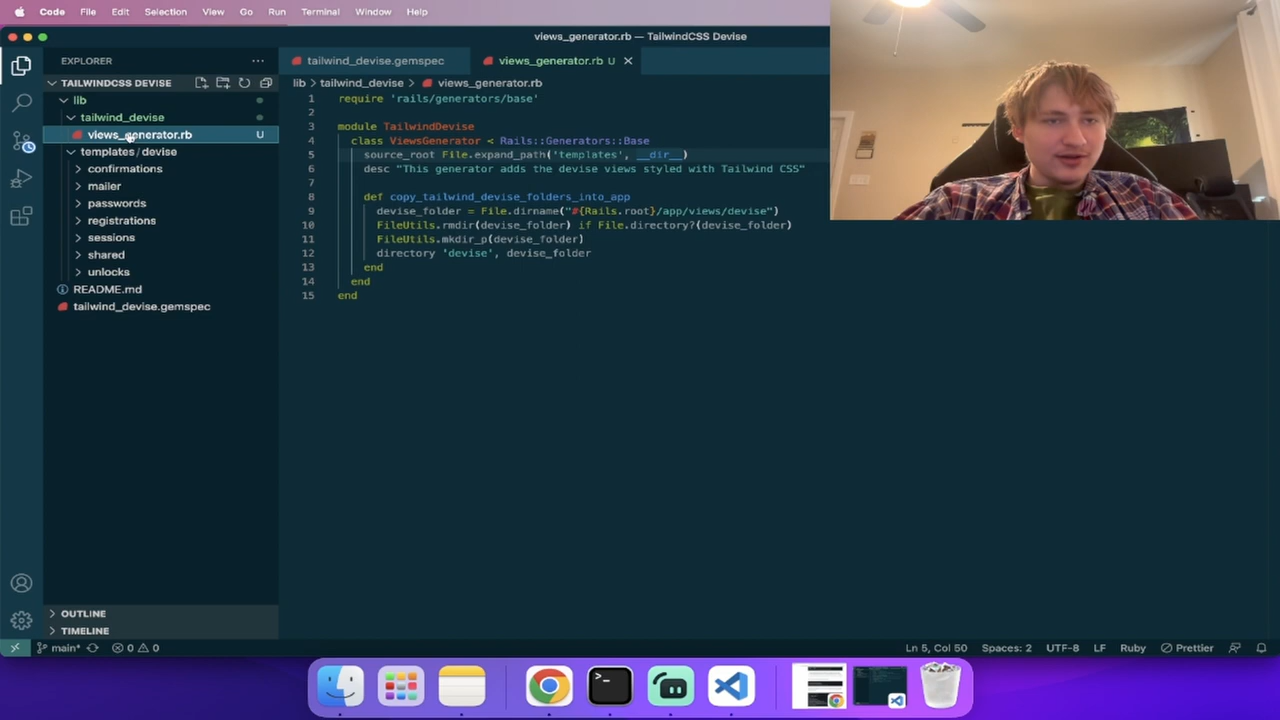 Code File Edit Selection View Go Run Terminal Window Help
views_generator.rb — TailwindCSS Devise
EXPLORER
TAILWINDCSS DEVISE
lib
tailwind_devise
views_generator.rb U
templates / devise
confirmations
mailer
passwords
registrations
sessions
shared
unlocks
README.md
tailwind_devise.gemspec
OUTLINE
TIMELINE
tailwind_devise.gemspec views_generator.rb U
lib > tailwind_devise > views_generator.rb
1 require 'rails/generators/base'
2
3 module TailwindDevise
4 class ViewsGenerator < Rails::Generators::Base
5 source_root File.expand_path('templates', __dir__)
6 desc "This generator adds the devise views styled with Tailwind CSS"
7
8 def copy_tailwind_devise_folders_into_app
9 devise_folder = File.dirname("#{Rails.root}/app/views/devise")
10 FileUtils.rmdir(devise_folder) if File.directory?(devise_folder)
11 FileUtils.mkdir_p(devise_folder)
12 directory 'devise', devise_folder
13 end
14 end
15 end
main* 0 0 Ln 5, Col 50 Spaces: 2 UTF-8 LF Ruby Prettier